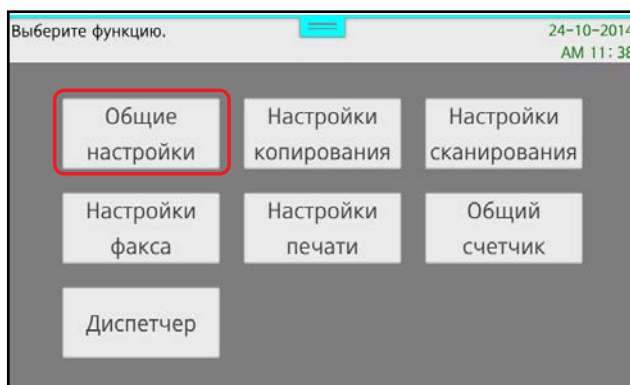 Выберите функцию.
24-10-2014
AM 11:38
Общие
настройки
Настройки
копирования
Настройки
сканирования
Настройки
факса
Настройки
печати
Общий
счетчик
Диспетчер